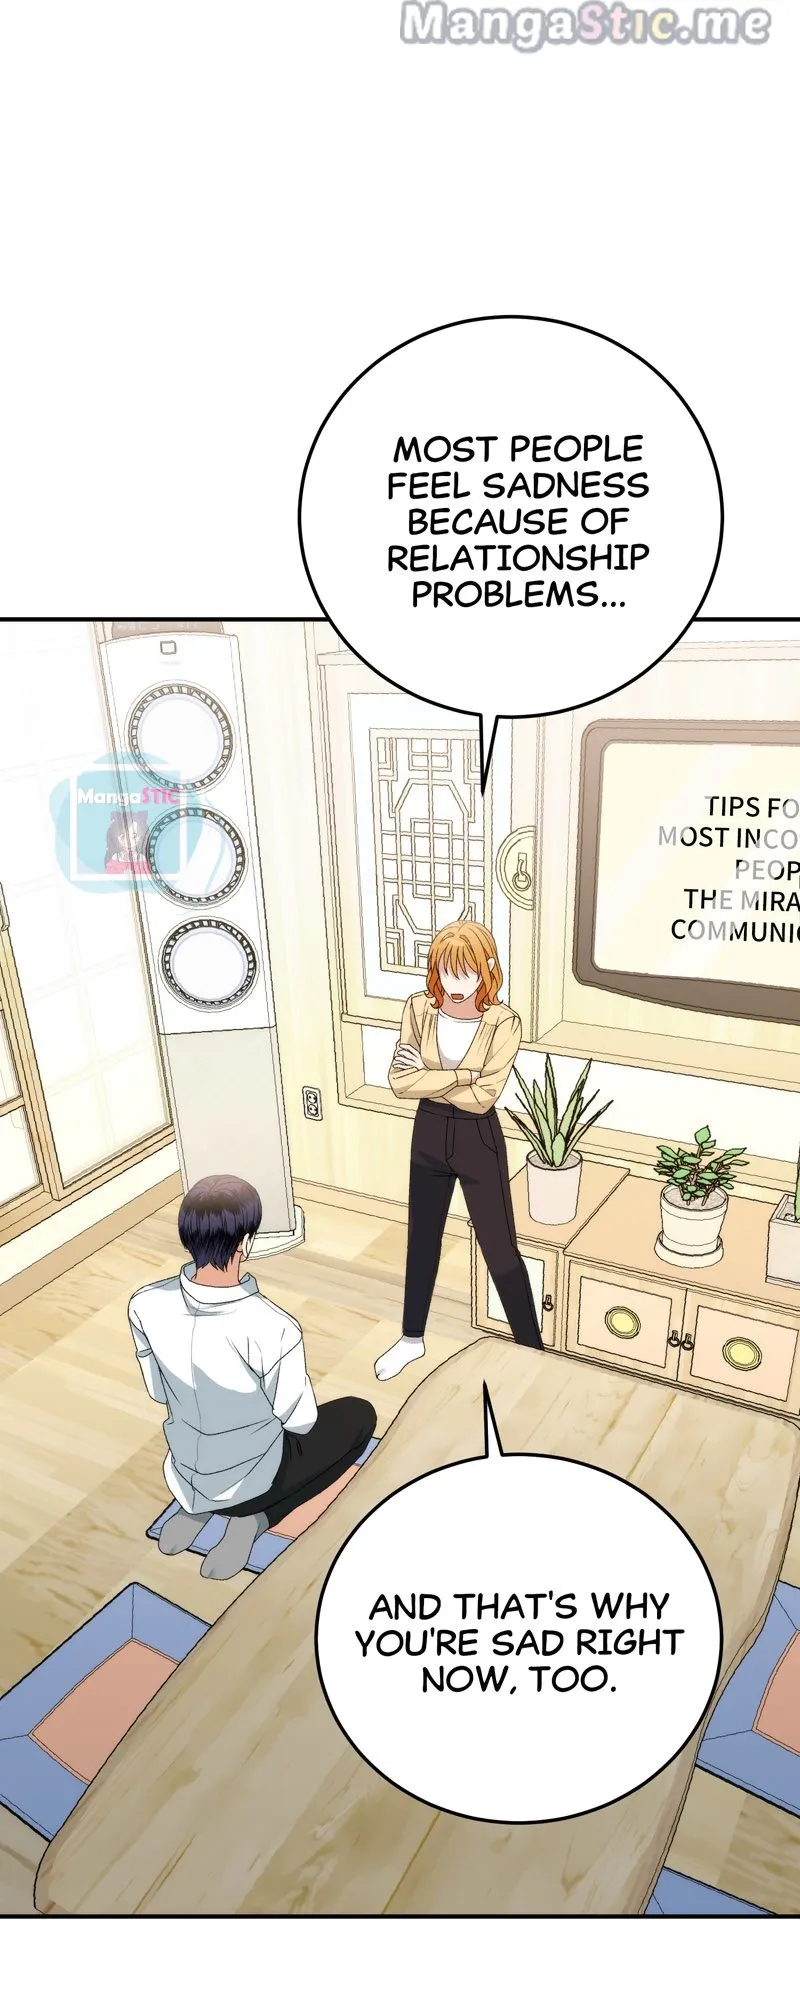 MangaStic.me
MOST PEOPLE
FEEL SADNESS
BECAUSE OF
RELATIONSHIP
PROBLEMS...
MangaSTIC
TIPS FO
MOST INCO
PEOP
THE MIRA
COMMUNI
AND THAT'S WHY
YOU'RE SAD RIGHT
NOW, TOO.